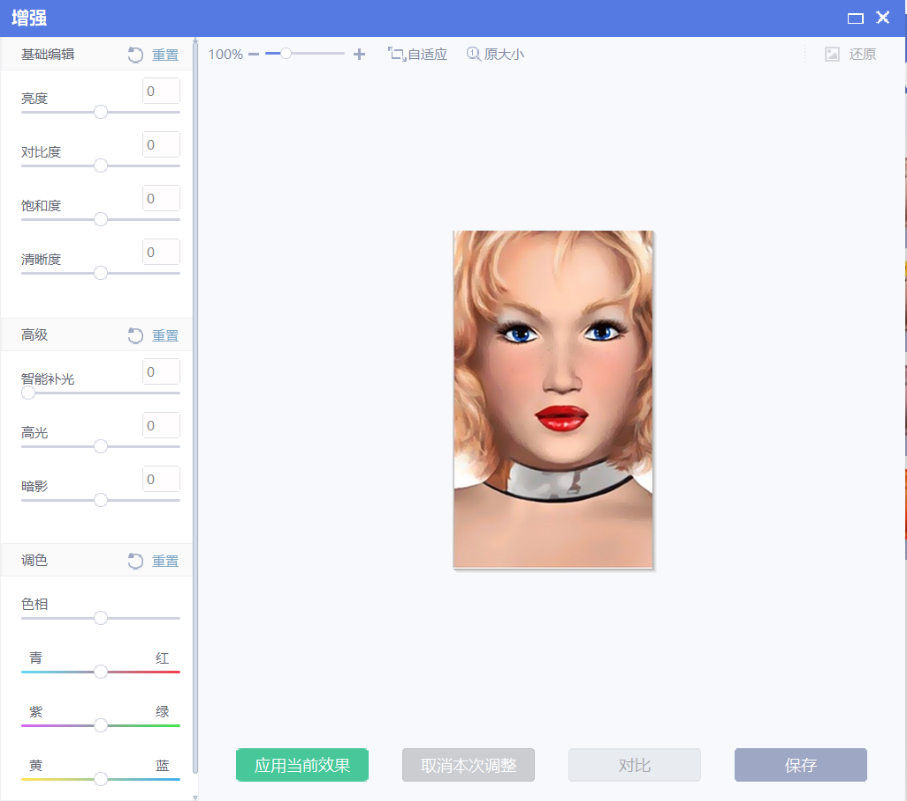 增强
基础编辑 重置
100% 自适应 原大小 还原
亮度 0
对比度 0
饱和度 0
清晰度 0
高级 重置
智能补光 0
高光 0
暗影 0
调色 重置
色相
青 红
紫 绿
黄 蓝
应用当前效果 取消本次调整 对比 保存